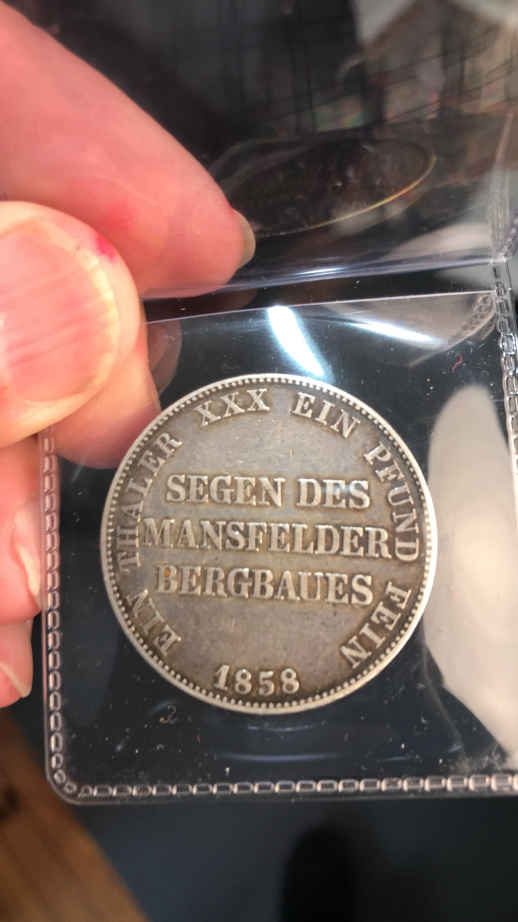 EIN THALER XXX EIN PFUND FEIN
SEGEN DES
MANSFELDER
BERGBAUES
1858